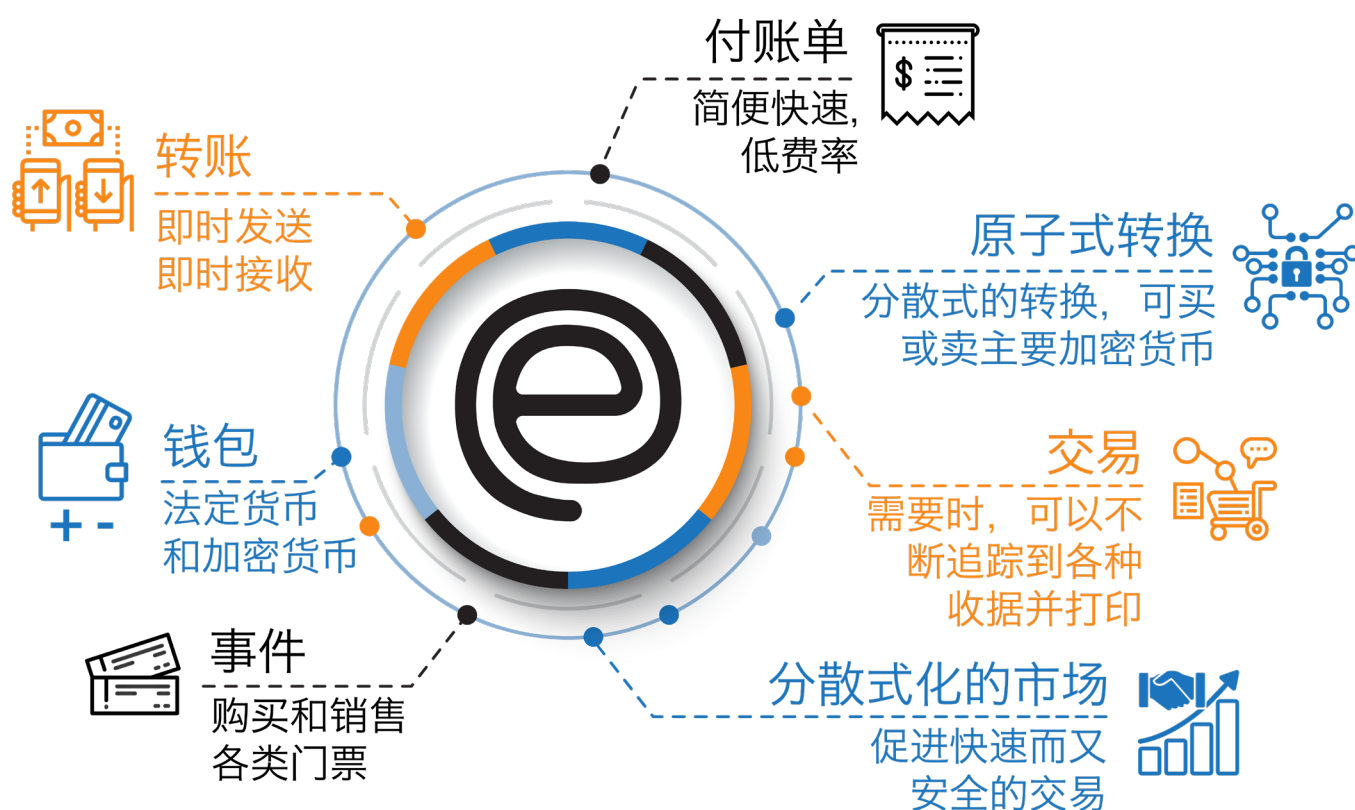 付账单
简便快速,
低费率
$
转账
即时发送
即时接收
原子式转换
分散式的转换，可买
或卖主要加密货币
钱包
法定货币
和加密货币
+ -
交易
需要时，可以不
断追踪到各种
收据并打印
e
事件
购买和销售
各类门票
分散式化的市场
促进快速而又
安全的交易